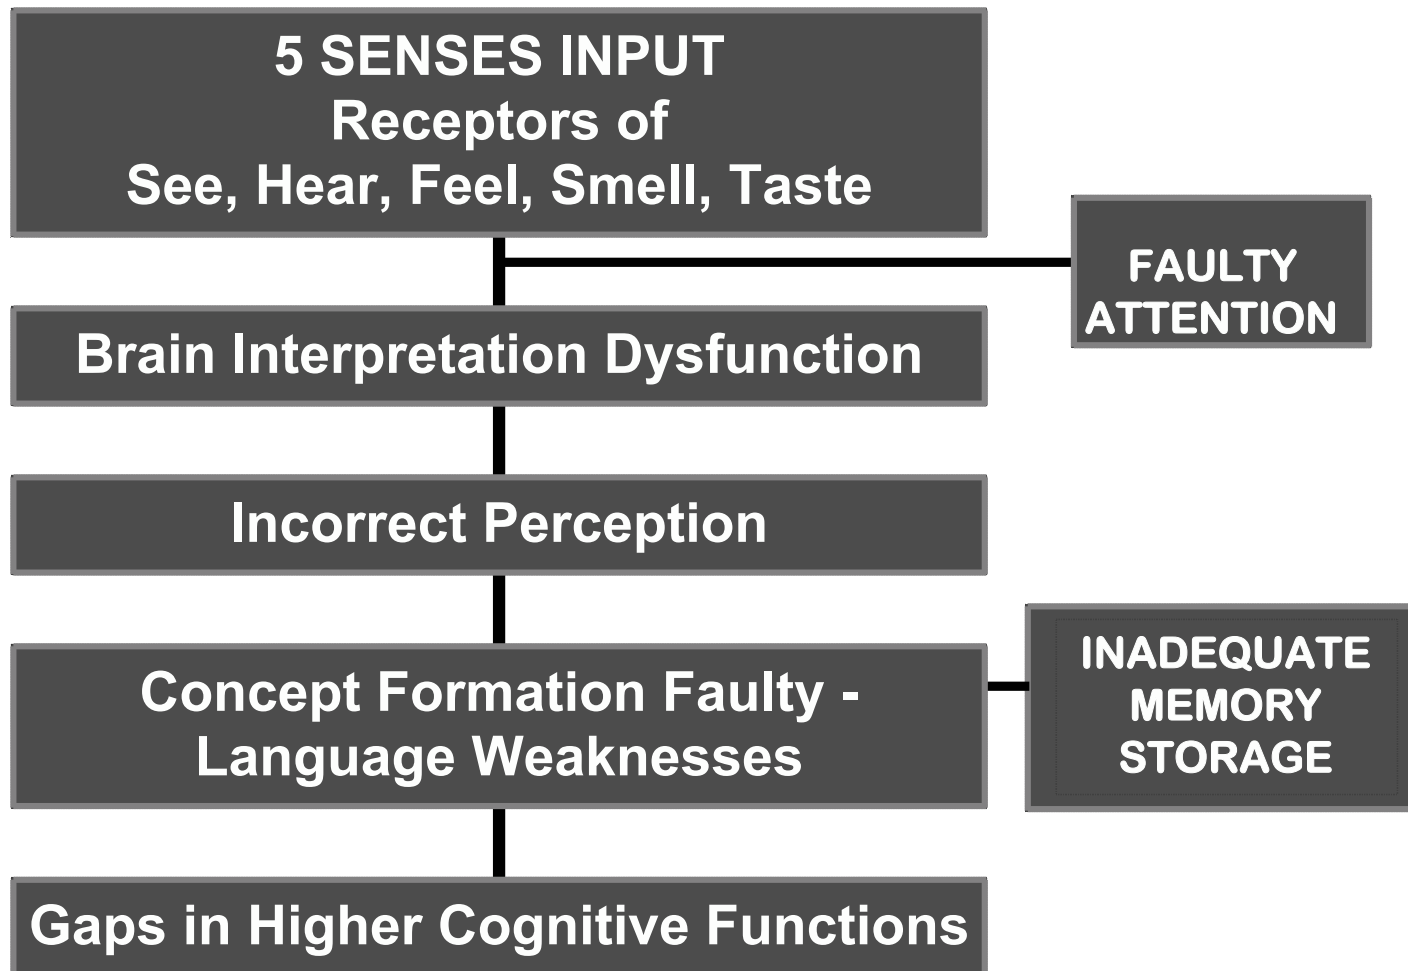 5 SENSES INPUT
Receptors of
See, Hear, Feel, Smell, Taste
FAULTY
ATTENTION
Brain Interpretation Dysfunction
Incorrect Perception
Concept Formation Faulty -
Language Weaknesses
INADEQUATE
MEMORY
STORAGE
Gaps in Higher Cognitive Functions